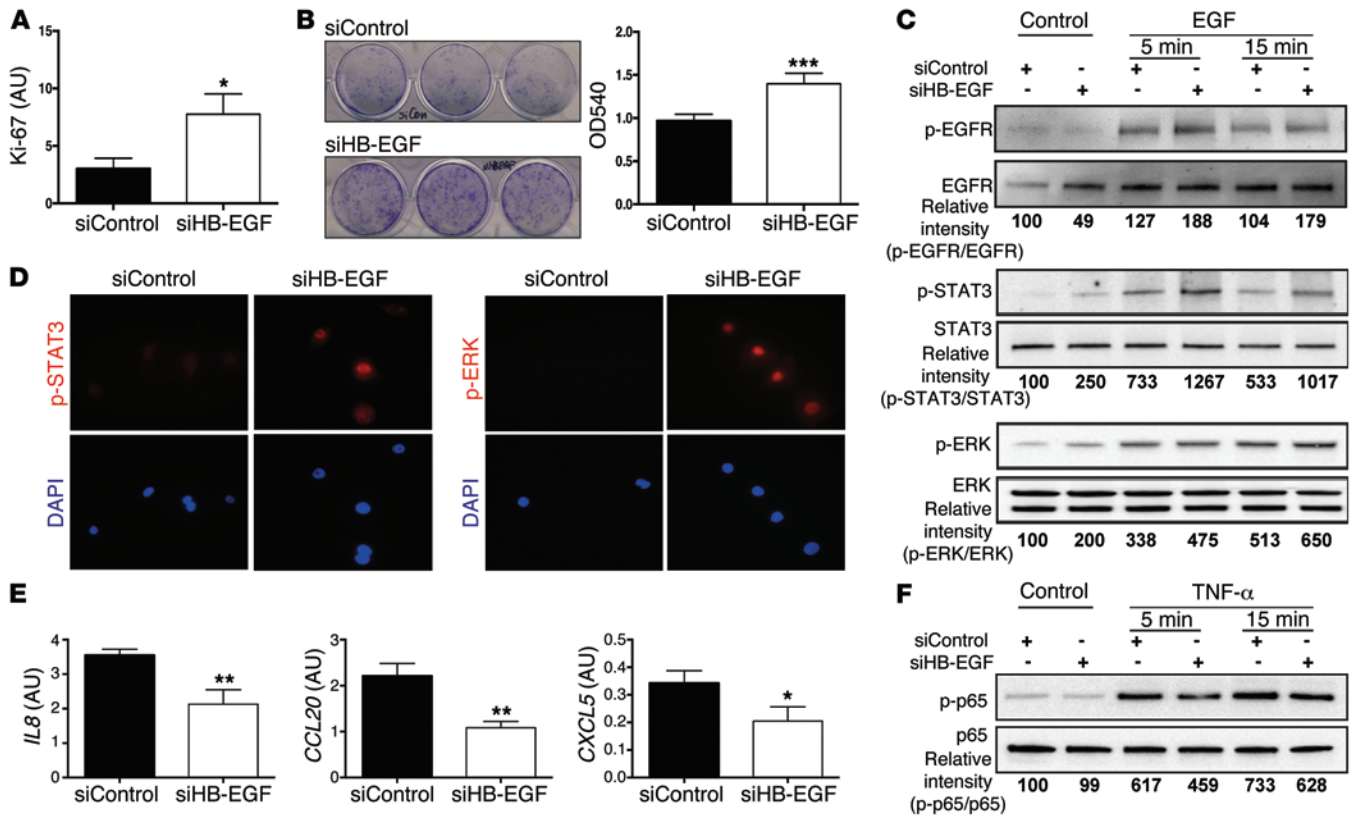 A
Ki-67 (AU)
15
10
5
0
*
siControl
siHB-EGF
B
siControl
siCon
siHB-EGF
siHBEGF
OD540
2.0
1.5
1.0
0.5
0.0
***
siControl
siHB-EGF
C
Control
EGF
5 min
15 min
siControl + - + - + -
siHB-EGF - + - + - +
p-EGFR
EGFR
Relative
intensity
(p-EGFR/EGFR)
100 49 127 188 104 179
p-STAT3
STAT3
Relative
intensity
(p-STAT3/STAT3)
100 250 733 1267 533 1017
p-ERK
ERK
Relative
intensity
(p-ERK/ERK)
100 200 338 475 513 650
D
siControl
siHB-EGF
siControl
siHB-EGF
p-STAT3
DAPI
p-ERK
DAPI
E
IL8 (AU)
4
3
2
1
0
**
siControl
siHB-EGF
CCL20 (AU)
3
2
1
0
**
siControl
siHB-EGF
CXCL5 (AU)
0.5
0.4
0.3
0.2
0.1
0.0
*
siControl
siHB-EGF
F
Control
TNF-α
5 min
15 min
siControl + - + - + -
siHB-EGF - + - + - +
p-p65
p65
Relative
intensity
(p-p65/p65)
100 99 617 459 733 628